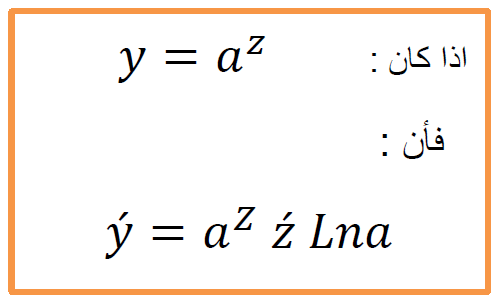 اذا كان : y = a^z
فأن :
ý = a^z ź Lna